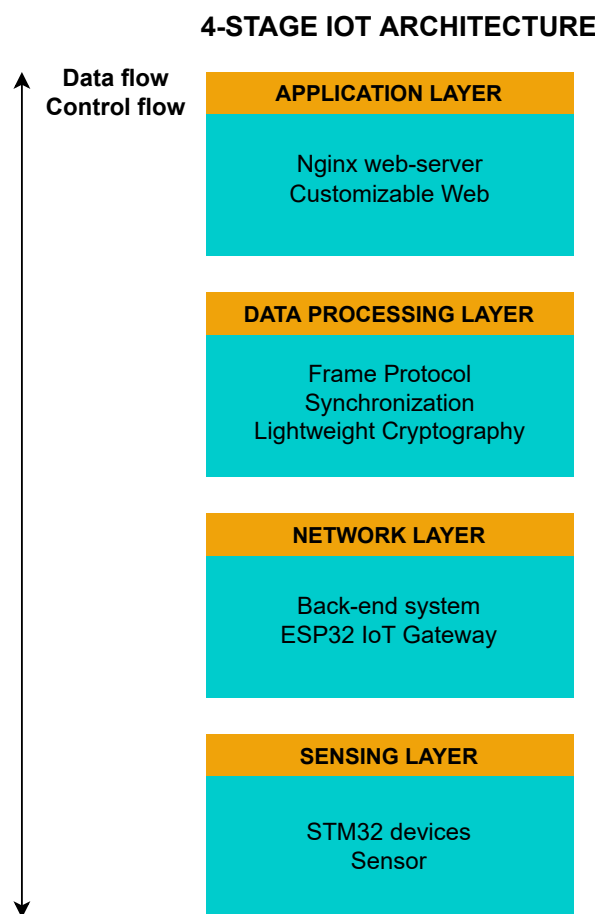 4-STAGE IOT ARCHITECTURE
Data flow
Control flow
APPLICATION LAYER
Nginx web-server
Customizable Web
DATA PROCESSING LAYER
Frame Protocol
Synchronization
Lightweight Cryptography
NETWORK LAYER
Back-end system
ESP32 IoT Gateway
SENSING LAYER
STM32 devices
Sensor